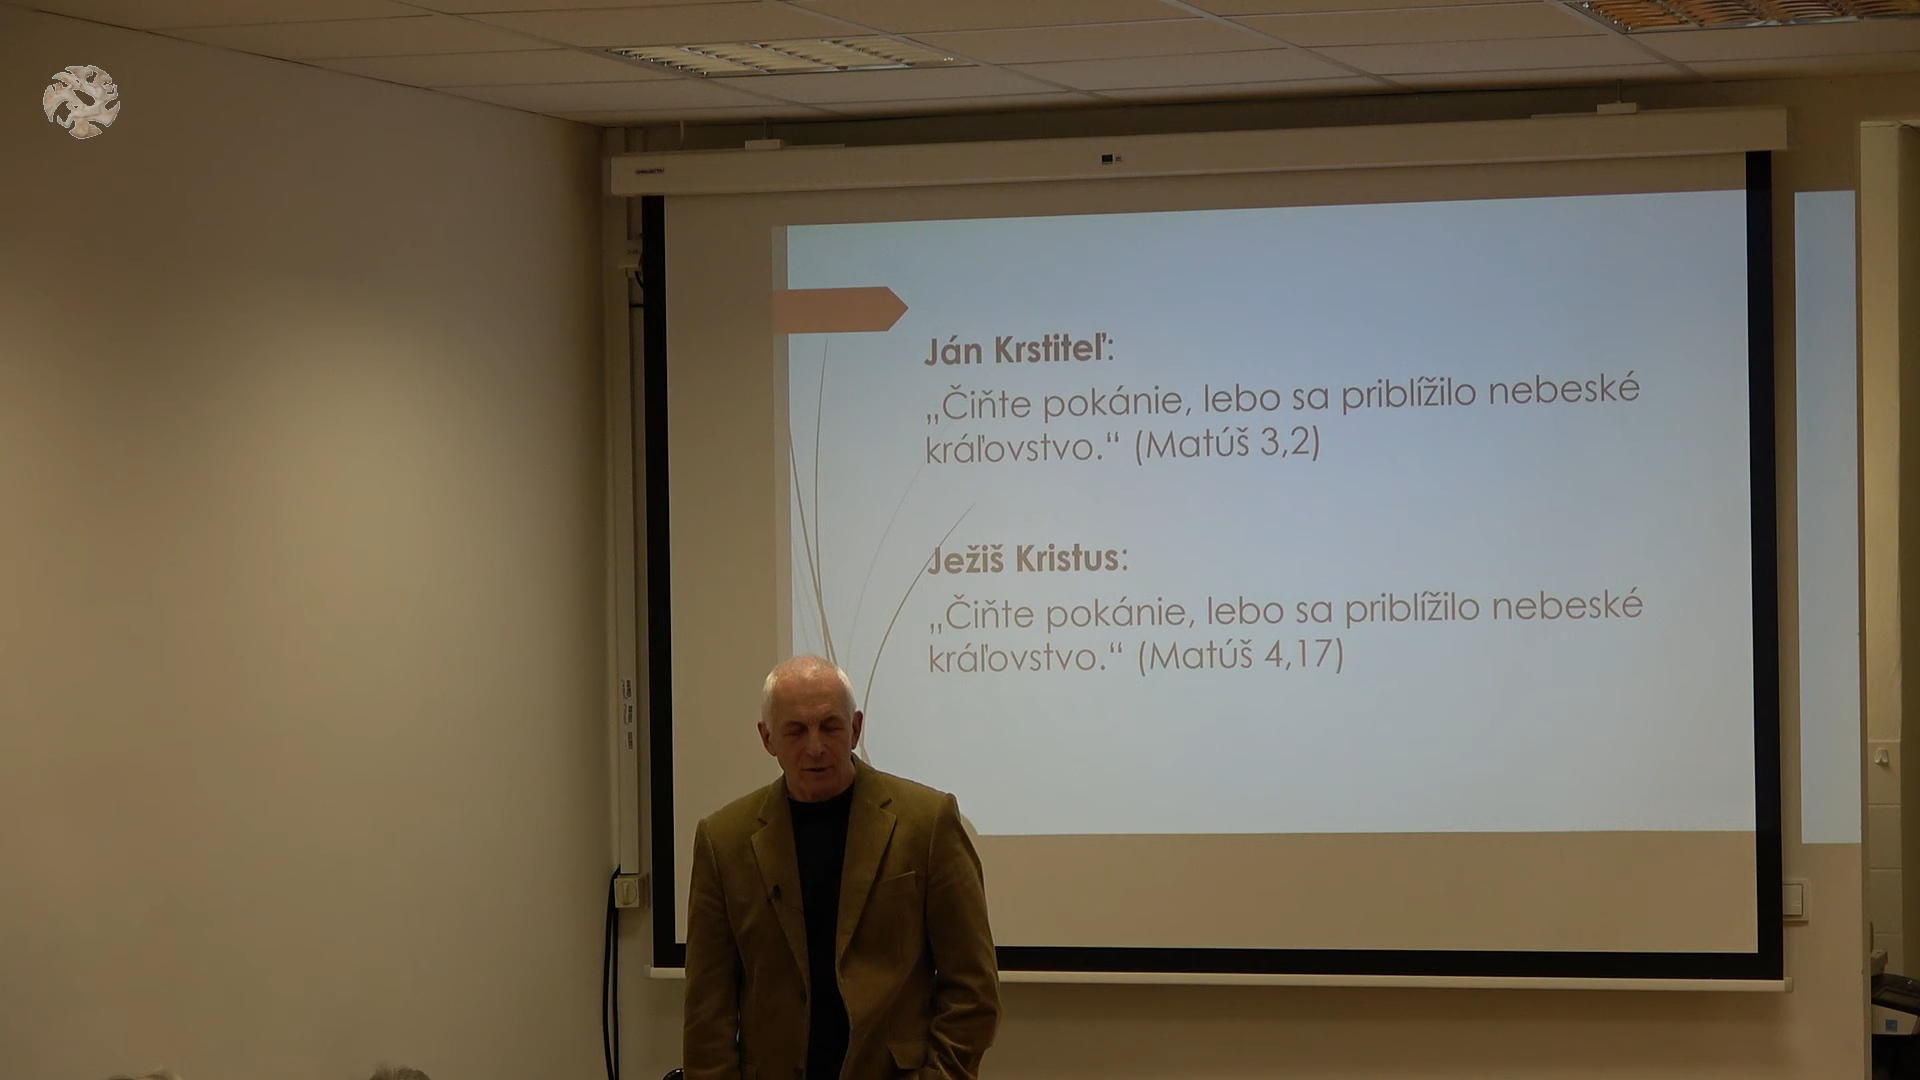 Ján Krstiteľ:
„Čiňte pokánie, lebo sa priblížilo nebeské
kráľovstvo.“ (Matúš 3,2)
Ježiš Kristus:
„Čiňte pokánie, lebo sa priblížilo nebeské
kráľovstvo.“ (Matúš 4,17)